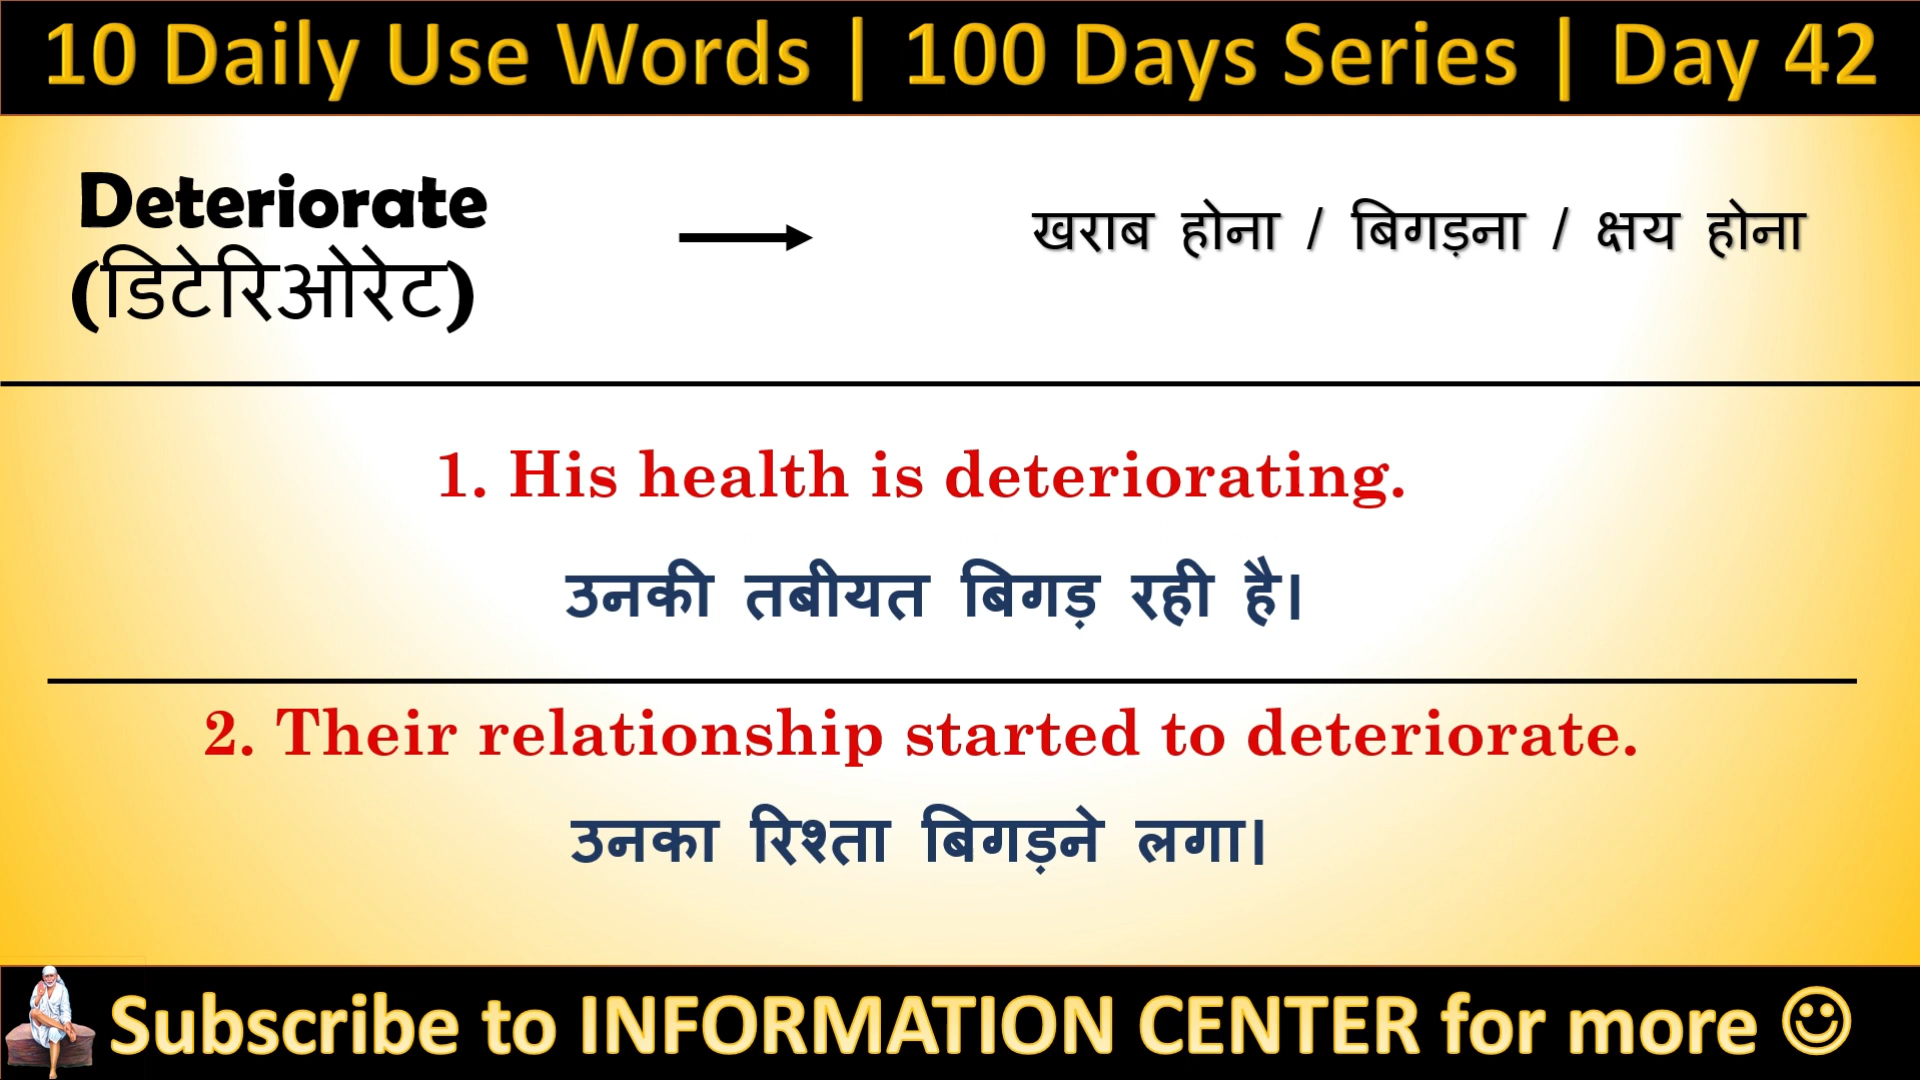 10 Daily Use Words | 100 Days Series | Day 42
Deteriorate
(डिटेरिओरेट)
खराब होना / बिगड़ना / क्षय होना
1. His health is deteriorating.
उनकी तबीयत बिगड़ रही है।
2. Their relationship started to deteriorate.
उनका रिश्ता बिगड़ने लगा।
Subscribe to INFORMATION CENTER for more ☺